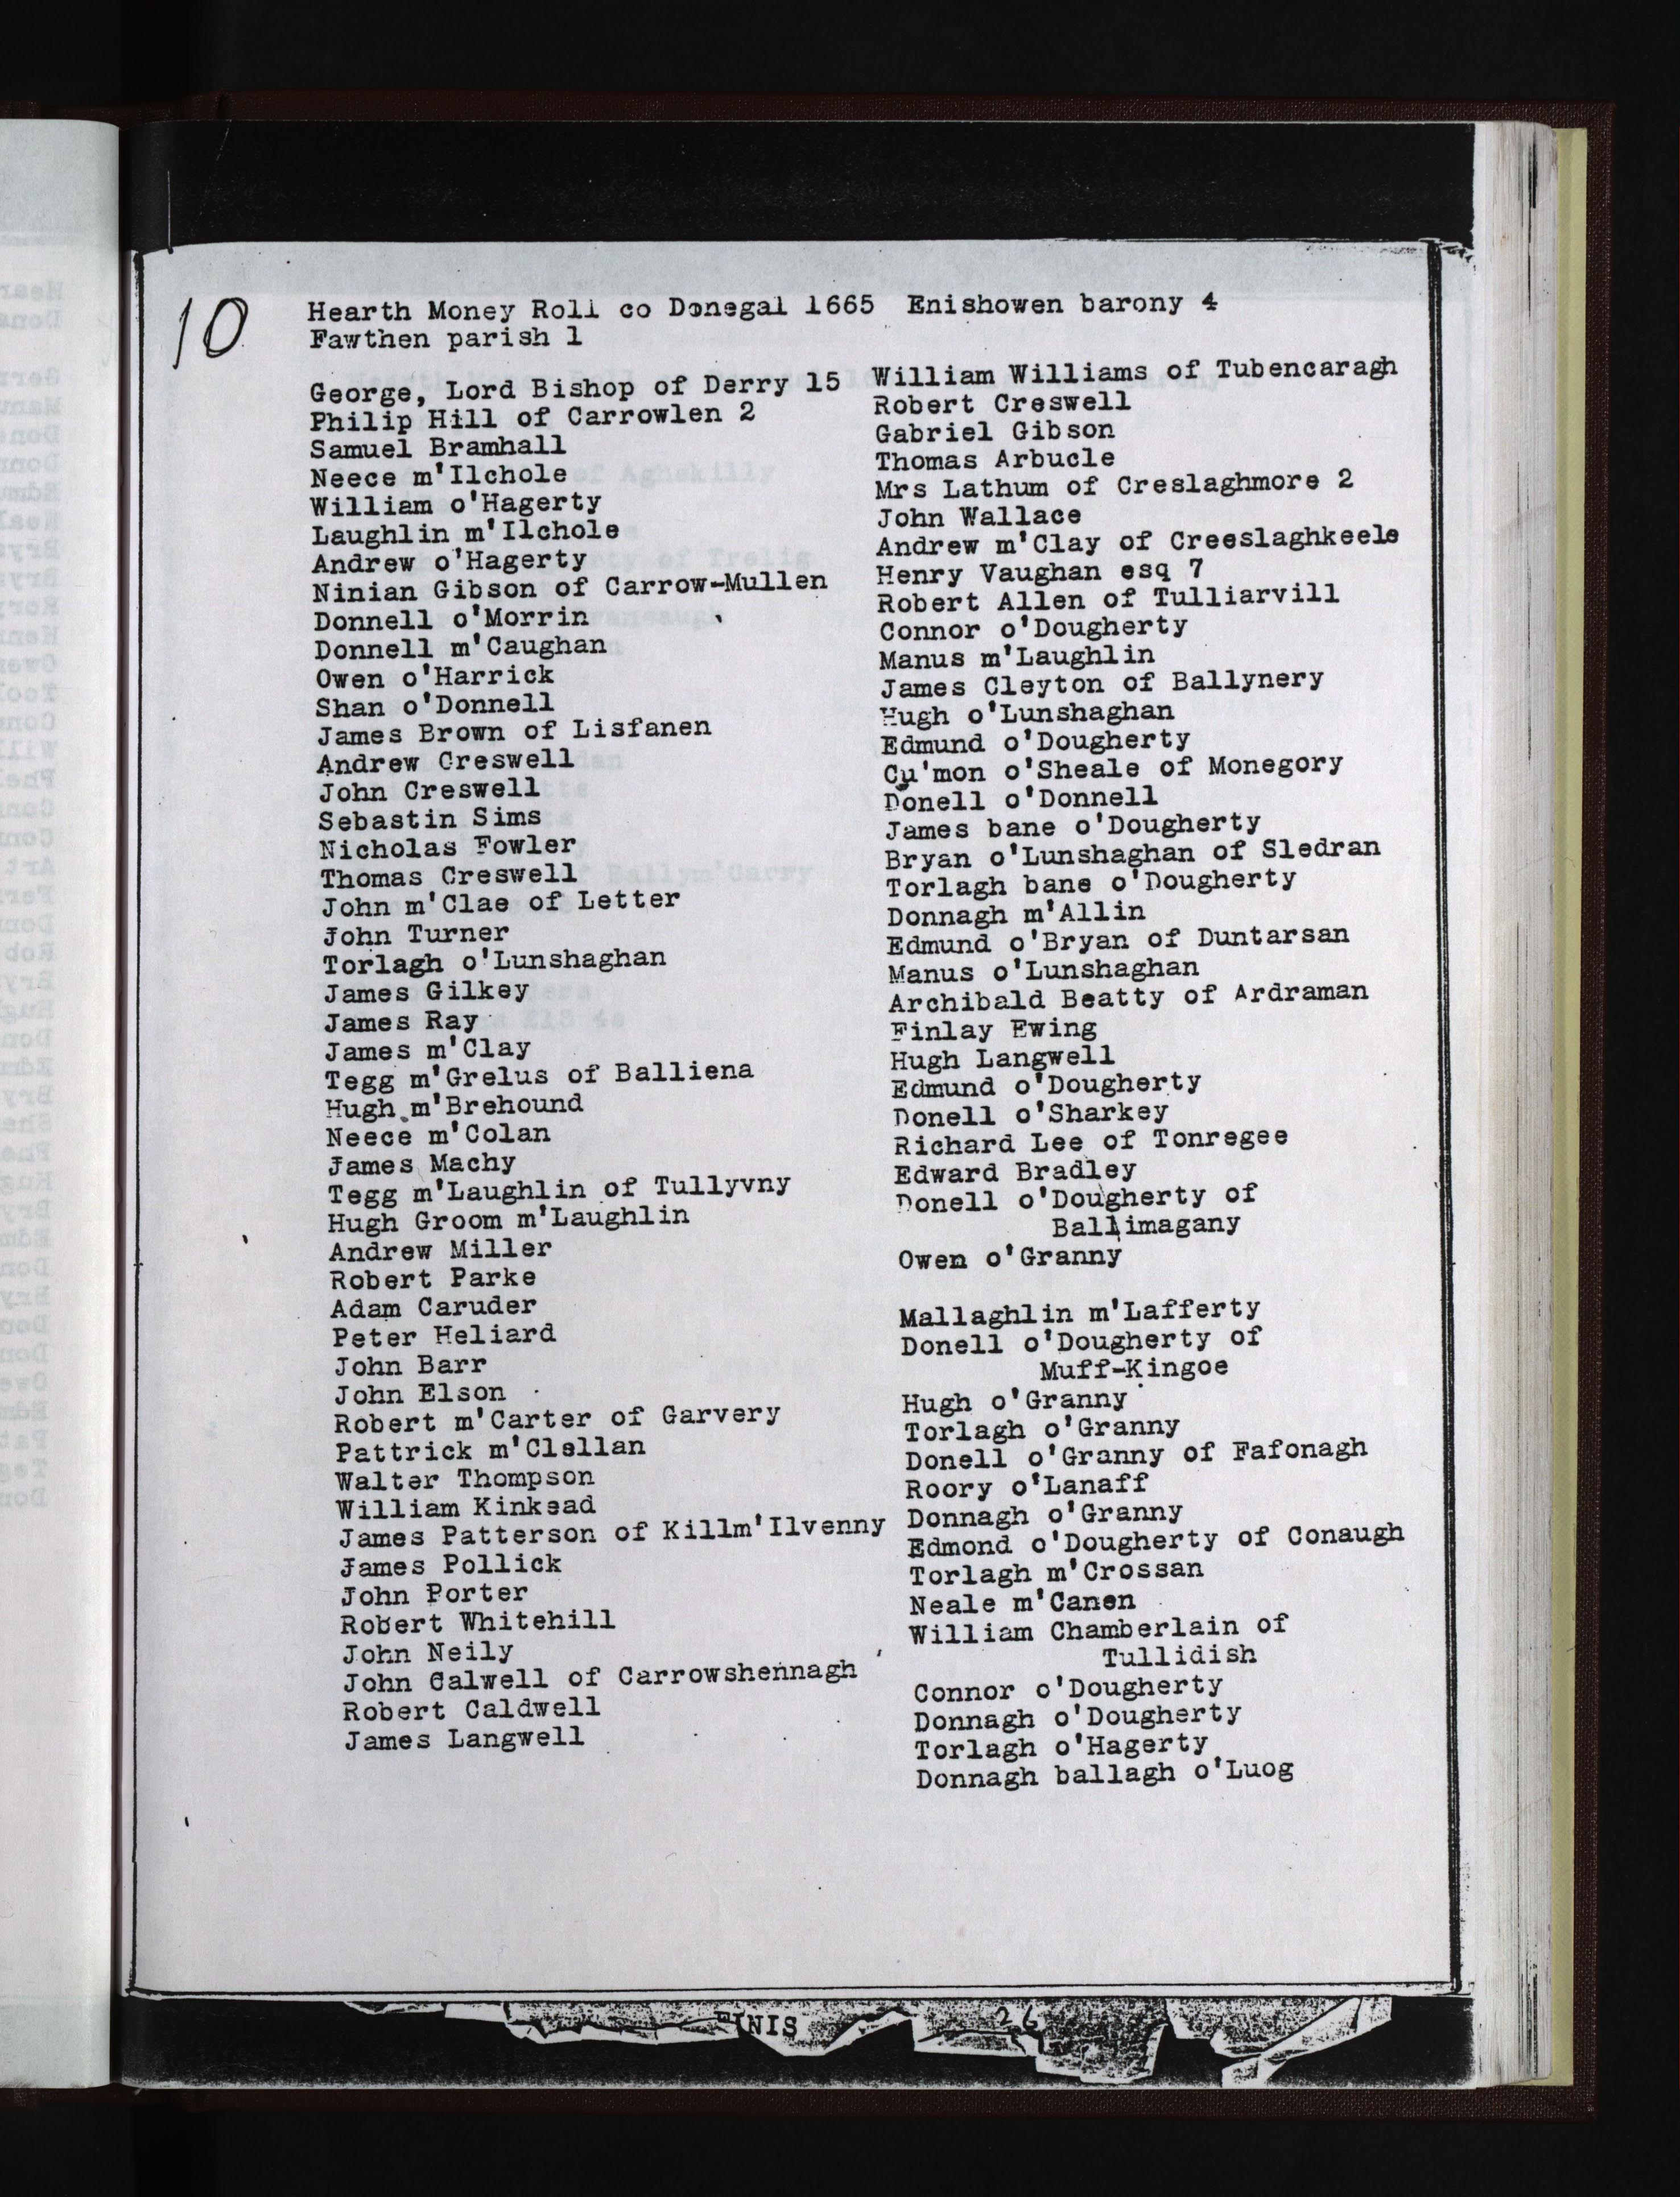 10
Hearth Money Roll co Donegal 1665 Enishowen barony 4
Fawthen parish 1
George, Lord Bishop of Derry 15
Philip Hill of Carrowlen 2
Samuel Bramhall
Neece m'Ilchole
William o'Hagerty
Laughlin m'Ilchole
Andrew o'Hagerty
Ninian Gibson of Carrow-Mullen
Donnell o'Morrin
Donnell m'Caughan
Owen o'Harrick
Shan o'Donnell
James Brown of Lisfanen
Andrew Creswell
John Creswell
Sebastin Sims
Nicholas Fowler
Thomas Creswell
John m'Clae of Letter
John Turner
Torlagh o'Lunshaghan
James Gilkey
James Ray
James m'Clay
Tegg m'Grelus of Balliena
Hugh m'Brehound
Neece m'Colan
James Machy
Tegg m'Laughlin of Tullyvny
Hugh Groom m'Laughlin
Andrew Miller
Robert Parke
Adam Caruder
Peter Heliard
John Barr
John Elson
Robert m'Carter of Garvery
Pattrick m'Clellan
Walter Thompson
William Kinkead
James Patterson of Killm'Ilvenny
James Pollick
John Porter
Robert Whitehill
John Neily
John Calwell of Carrowshennagh
Robert Caldwell
James Langwell
William Williams of Tubencaragh
Robert Creswell
Gabriel Gibson
Thomas Arbucle
Mrs Lathum of Creslaghmore 2
John Wallace
Andrew m'Clay of Creeslaghkeele
Henry Vaughan esq 7
Robert Allen of Tulliarvill
Connor o'Dougherty
Manus m'Laughlin
James Cleyton of Ballynery
Hugh o'Lunshaghan
Edmund o'Dougherty
Cu'mon o'Sheale of Monegory
Donell o'Donnell
James bane o'Dougherty
Bryan o'Lunshaghan of Sledran
Torlagh bane o'Dougherty
Donnagh m'Allin
Edmund o'Bryan of Duntarsan
Manus o'Lunshaghan
Archibald Beatty of Ardraman
Finlay Ewing
Hugh Langwell
Edmund o'Dougherty
Donell o'Sharkey
Richard Lee of Tonregee
Edward Bradley
Donell o'Dougherty of
Ballimagany
Owen o'Granny
Mallaghlin m'Lafferty
Donell o'Dougherty of
Muff-Kingoe
Hugh o'Granny
Torlagh o'Granny
Donell o'Granny of Fafonagh
Roory o'Lanaff
Donnagh o'Granny
Edmond o'Dougherty of Conaugh
Torlagh m'Crossan
Neale m'Canen
William Chamberlain of
Tullidish
Connor o'Dougherty
Donnagh o'Dougherty
Torlagh o'Hagerty
Donnagh ballagh o'Luog
FINIS
26